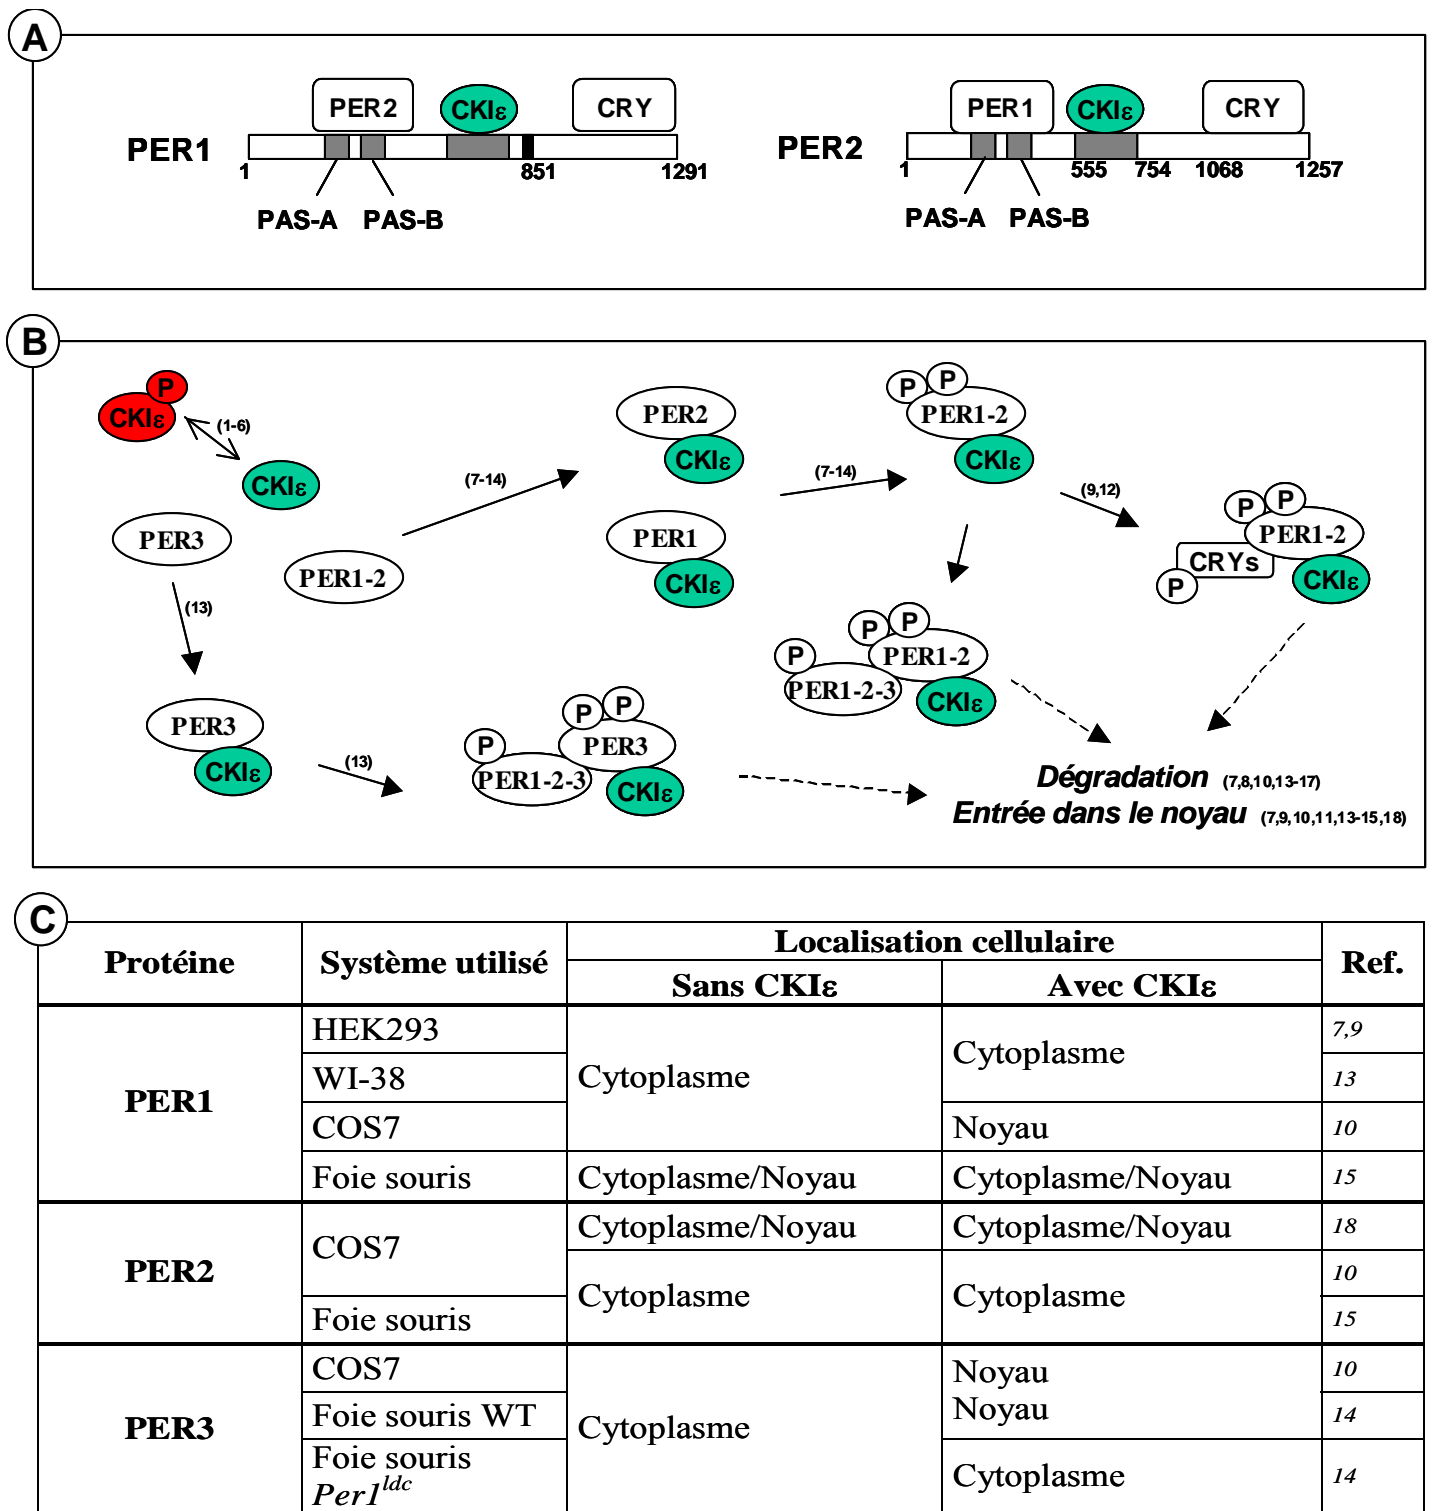 A
PER2 CKIε CRY
PER1
1 851 1291
PAS-A PAS-B
PER1 CKIε CRY
PER2
1 555 754 1068 1257
PAS-A PAS-B
B
P
CKIε
(1-6)
CKIε
PER3
PER1-2
(7-14)
PER2
CKIε
PER1
CKIε
(7-14)
P P
PER1-2
CKIε
(9,12)
P P
PER1-2
CRYs
P
CKIε
(13)
PER3
CKIε
(13)
P P
P
PER3
PER1-2-3
CKIε
P P
P
PER1-2
PER1-2-3
CKIε
Dégradation (7,8,10,13-17)
Entrée dans le noyau (7,9,10,11,13-15,18)
C
Protéine Système utilisé Localisation cellulaire Ref.
Sans CKIε Avec CKIε
PER1
HEK293 Cytoplasme Cytoplasme 7,9
WI-38 13
COS7 Noyau 10
Foie souris Cytoplasme/Noyau Cytoplasme/Noyau 15
PER2
COS7 Cytoplasme/Noyau Cytoplasme/Noyau 18
Cytoplasme Cytoplasme 10
Foie souris 15
PER3
COS7 Cytoplasme Noyau 10
Foie souris WT Noyau 14
Foie souris
Per1ldc Cytoplasme 14